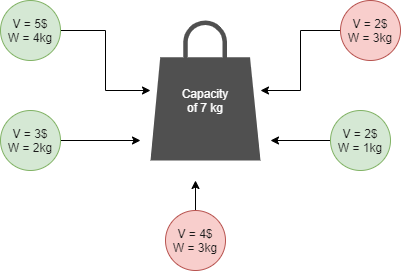 V = 5$
W = 4kg
V = 2$
W = 3kg
Capacity
of 7 kg
V = 3$
W = 2kg
V = 2$
W = 1kg
V = 4$
W = 3kg